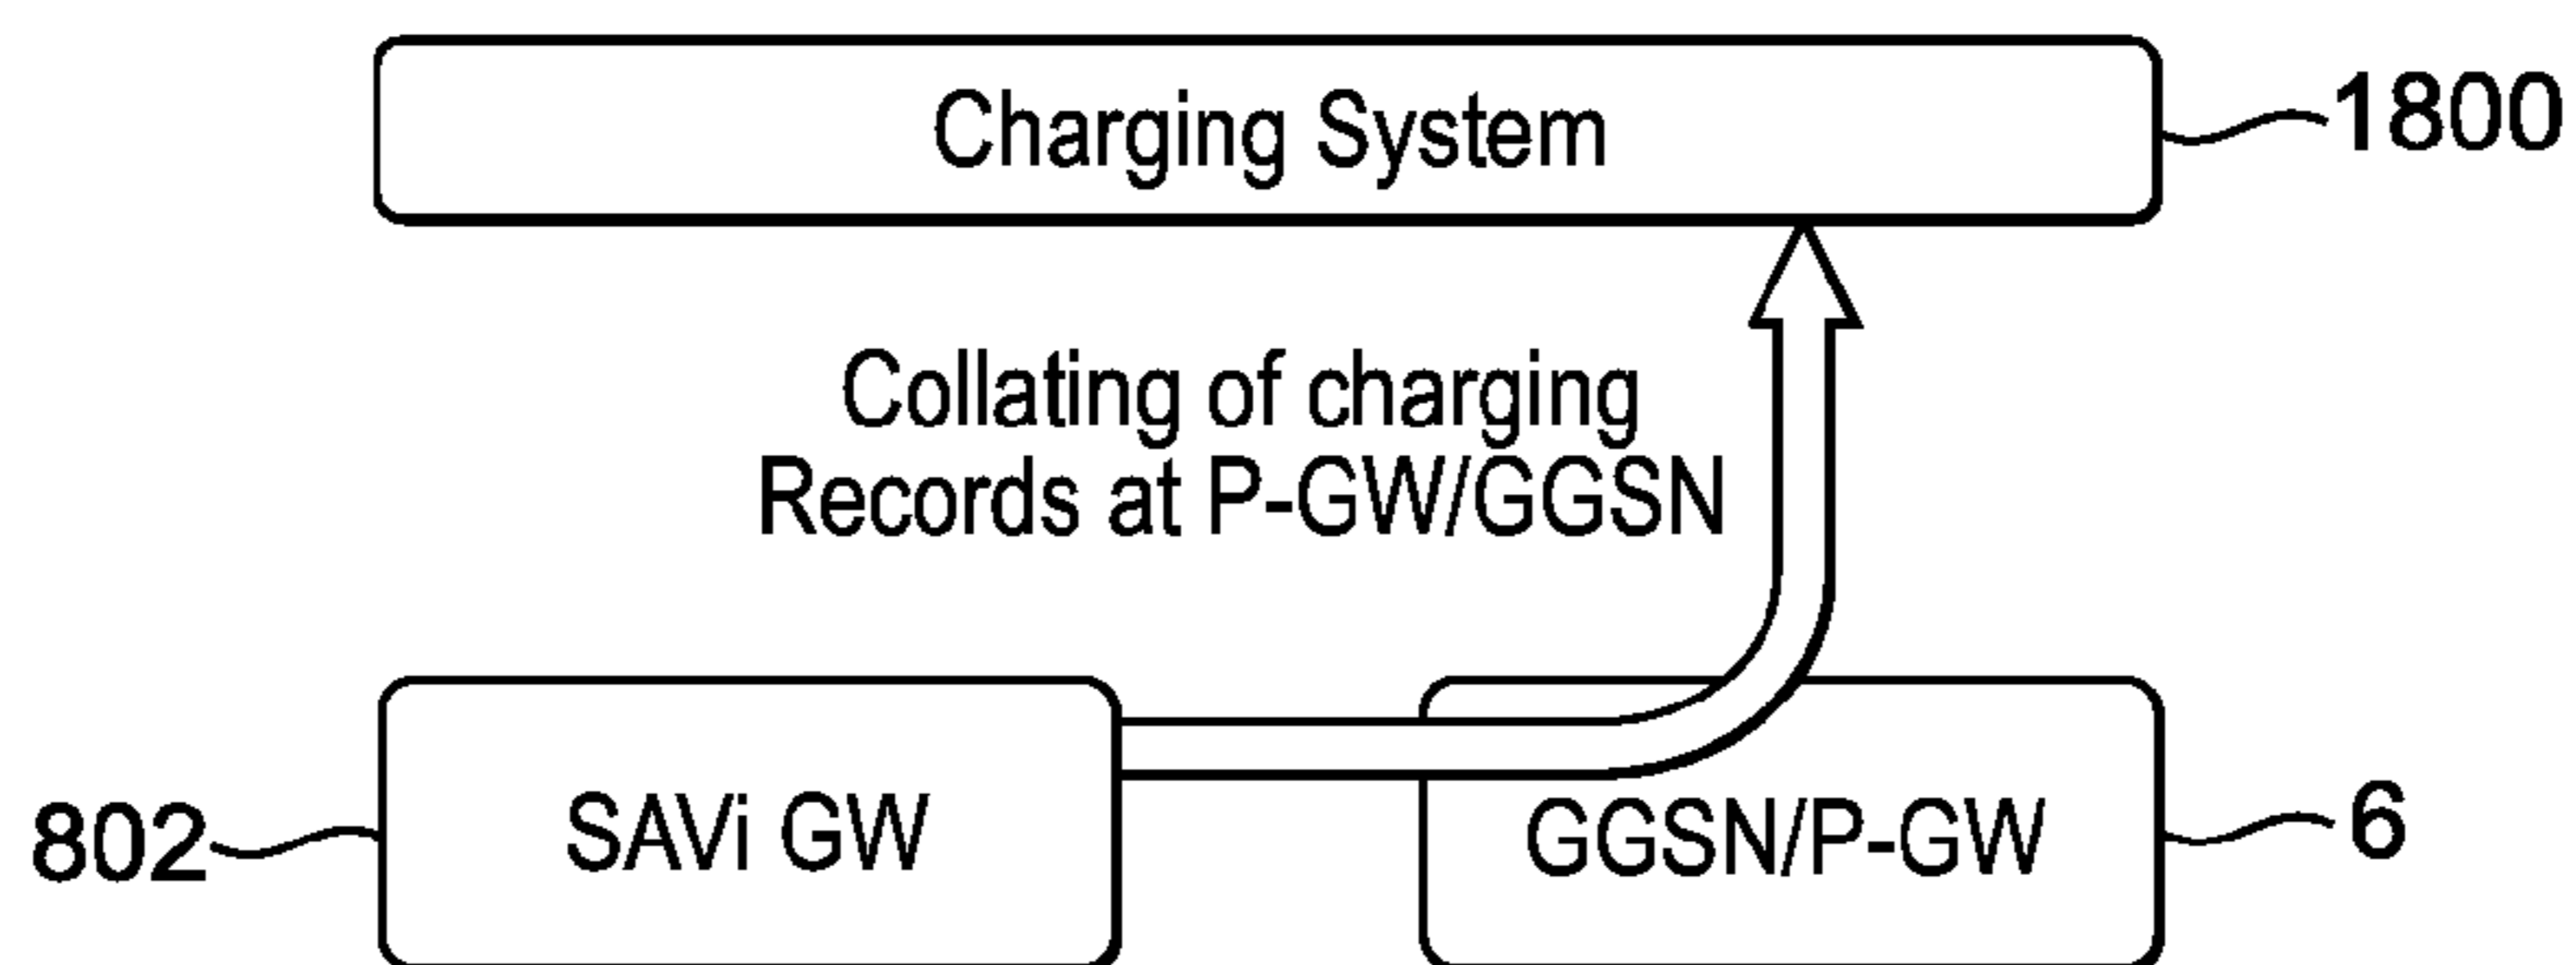 Charging System
1800
Collating of charging
Records at P-GW/GGSN
802
SAVi GW
GGSN/P-GW
6